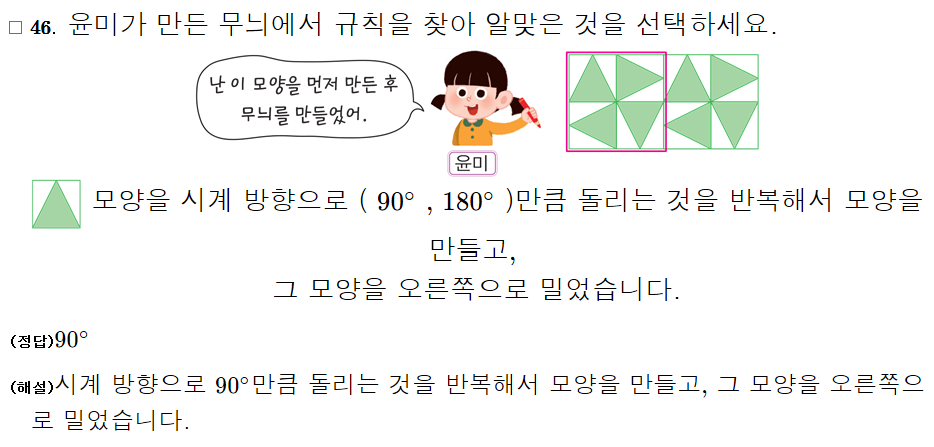 □ 46. 윤미가 만든 무늬에서 규칙을 찾아 알맞은 것을 선택하세요.
난 이 모양을 먼저 만든 후
무늬를 만들었어.
윤미
모양을 시계 방향으로 ( 90° , 180° )만큼 돌리는 것을 반복해서 모양을
만들고,
그 모양을 오른쪽으로 밀었습니다.
(정답)90°
(해설)시계 방향으로 90°만큼 돌리는 것을 반복해서 모양을 만들고, 그 모양을 오른쪽으
로 밀었습니다.